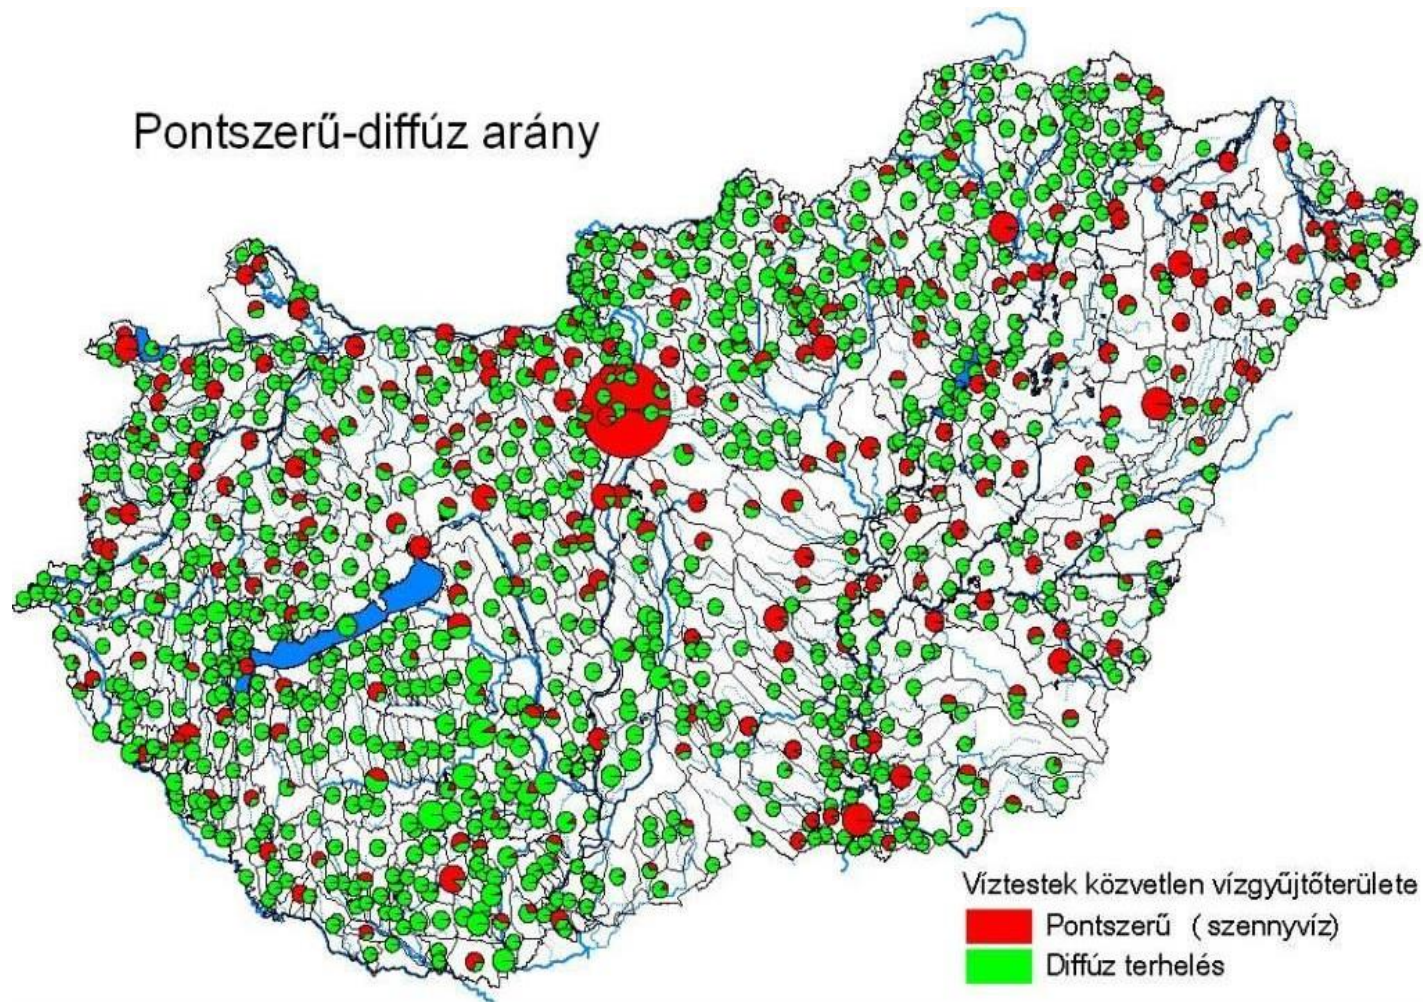 Pontszerű-diffúz arány
Víztestek közvetlen vízgyűjtőterülete
Pontszerű ( szennyvíz)
Diffúz terhelés